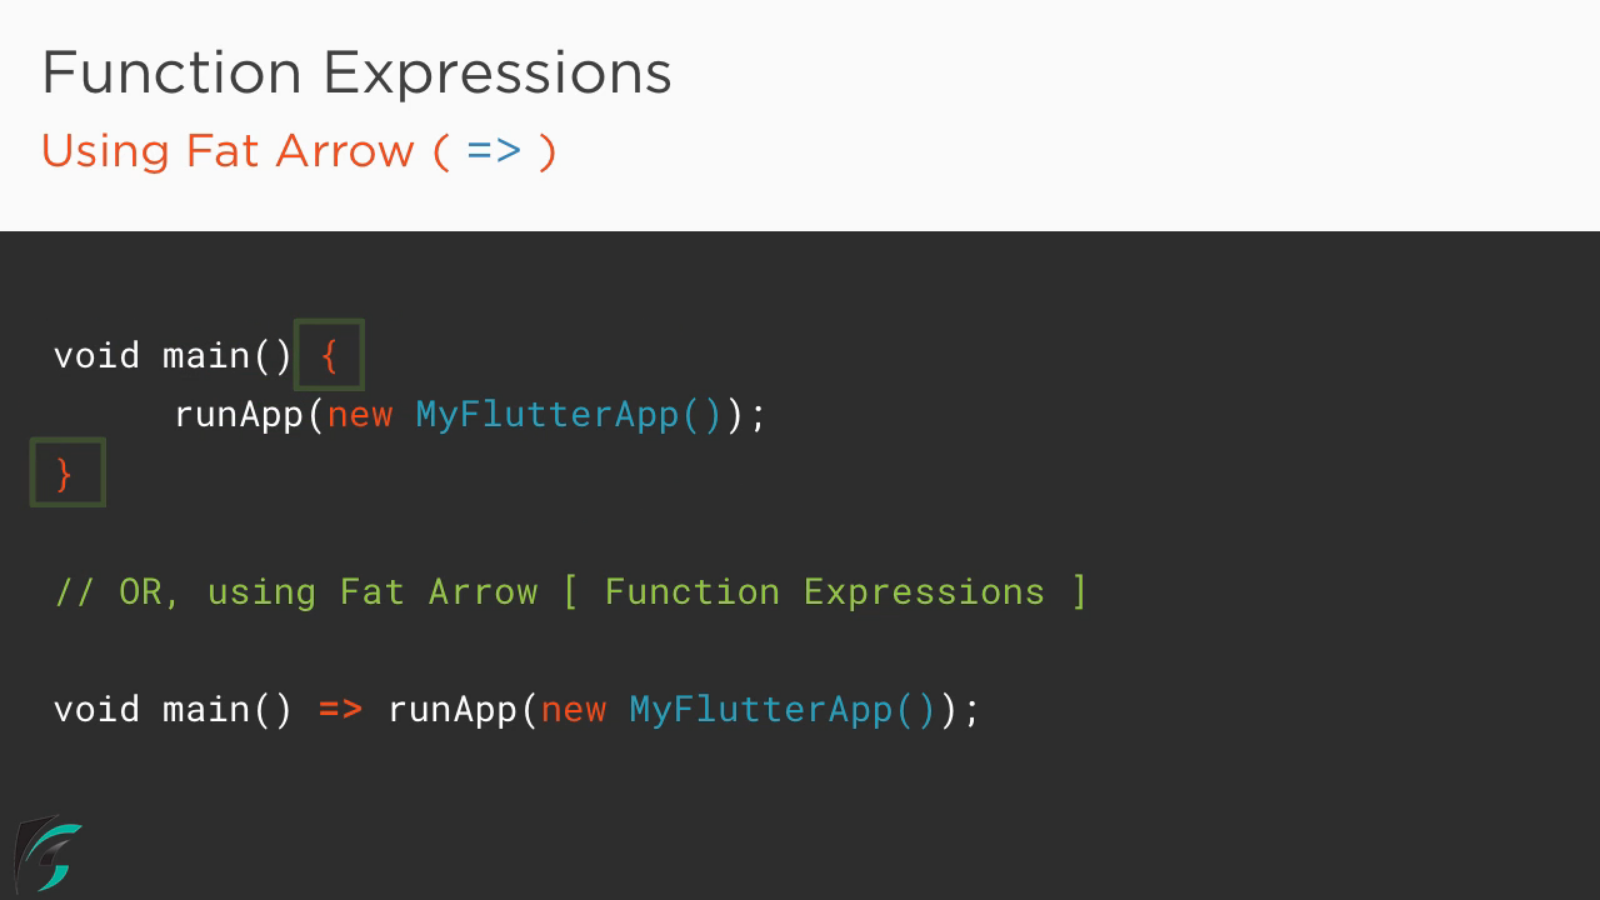 Function Expressions
Using Fat Arrow ( => )
void main() {
runApp(new MyFlutterApp());
}
// OR, using Fat Arrow [ Function Expressions ]
void main() => runApp(new MyFlutterApp());